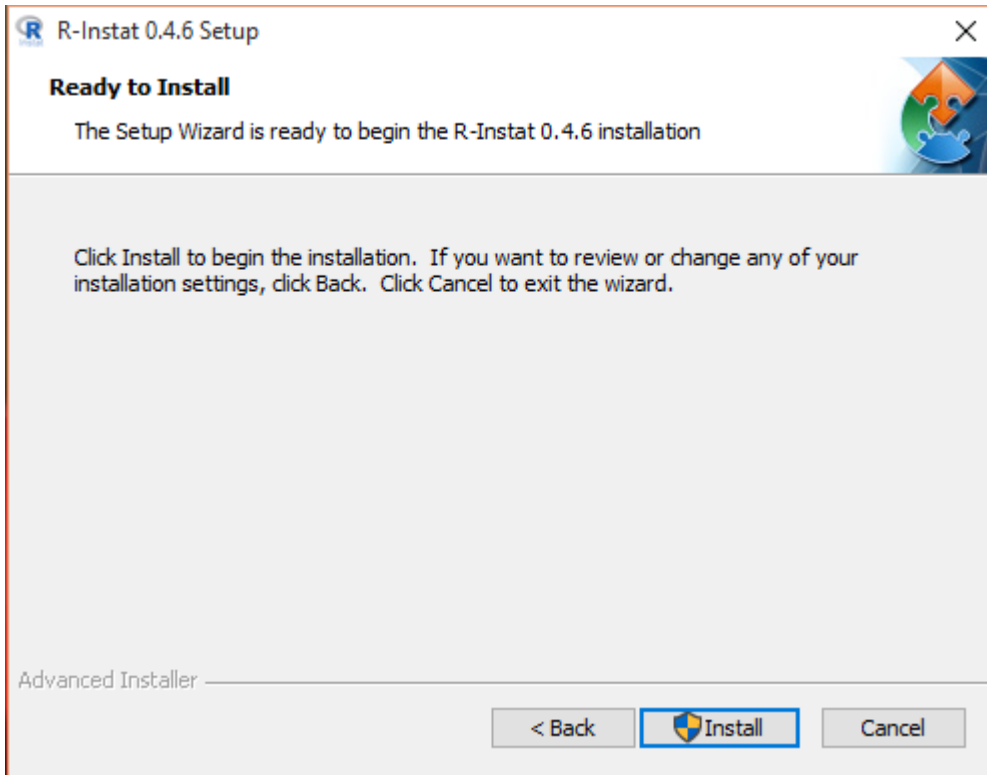 R-Instat 0.4.6 Setup
Ready to Install
The Setup Wizard is ready to begin the R-Instat 0.4.6 installation
Click Install to begin the installation.  If you want to review or change any of your
installation settings, click Back.  Click Cancel to exit the wizard.
Advanced Installer
< Back
Install
Cancel